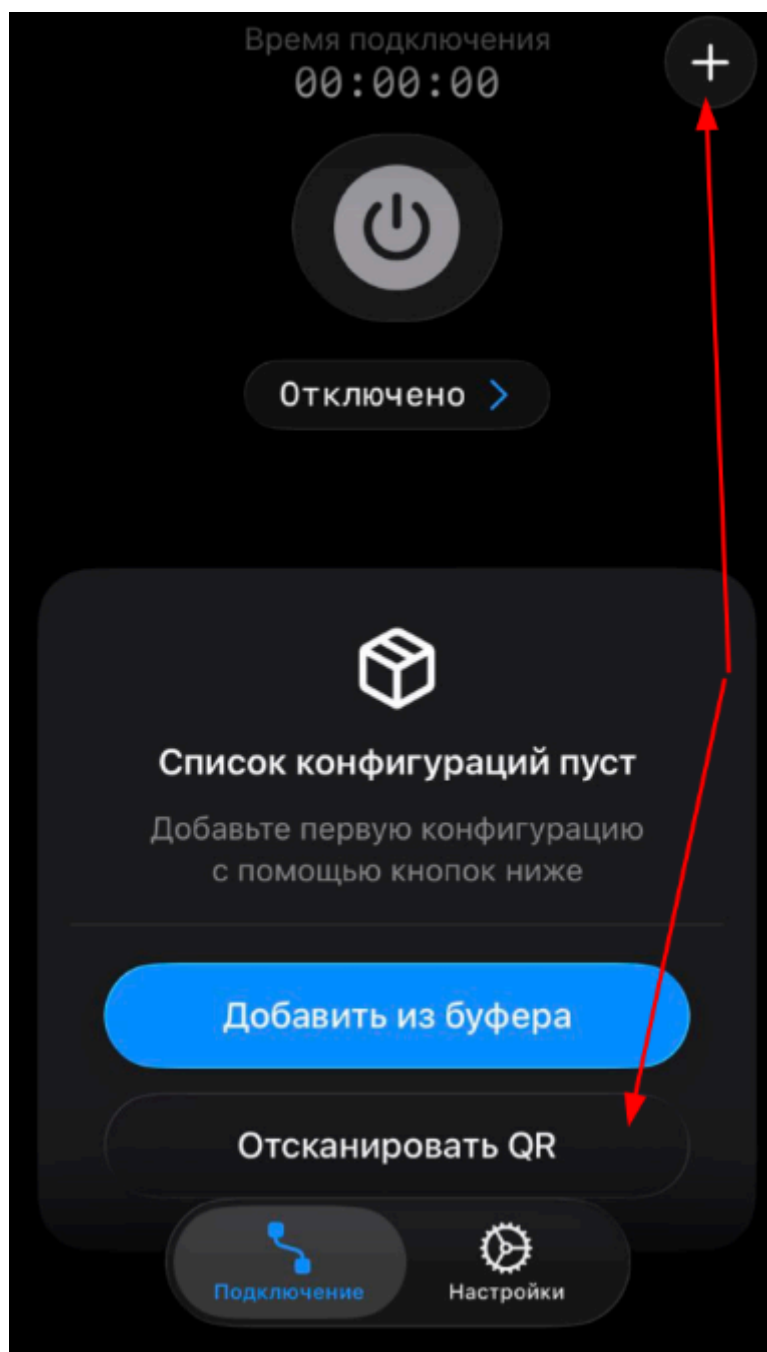 Время подключения
00:00:00
Отключено
Список конфигураций пуст
Добавьте первую конфигурацию
с помощью кнопок ниже
Добавить из буфера
Отсканировать QR
Подключение
Настройки